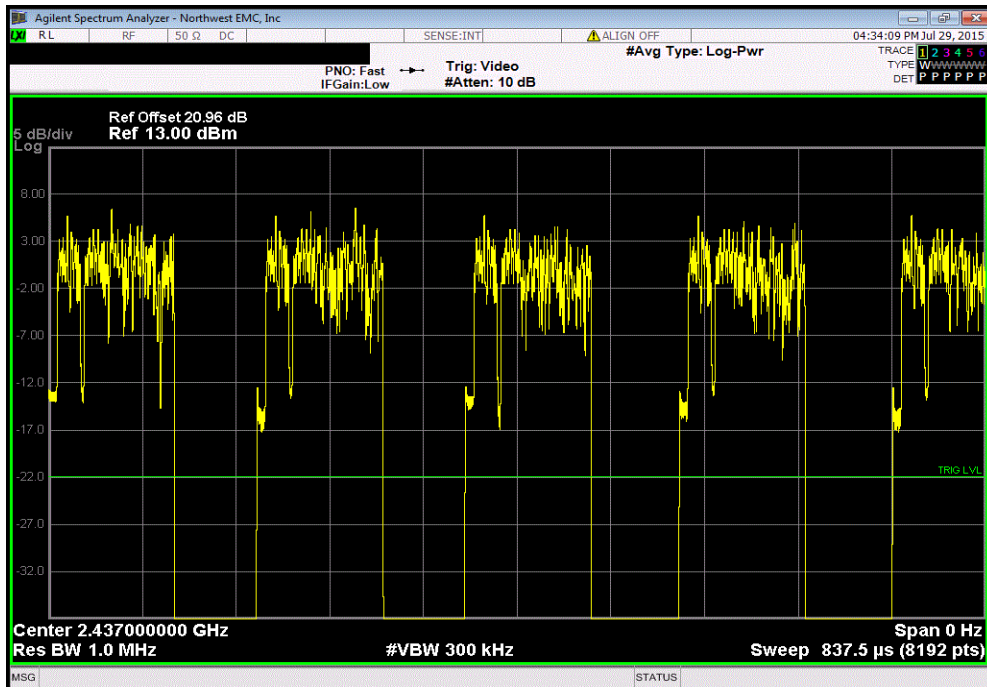 Agilent Spectrum Analyzer - Northwest EMC, Inc
LXI RL RF 50 Ω DC SENSE:INT ALIGN OFF 04:34:09 PM Jul 29, 2015
#Avg Type: Log-Pwr TRACE 1 2 3 4 5 6
PNO: Fast Trig: Video TYPE WWWWWW
IFGain:Low #Atten: 10 dB DET P P P P P P
Ref Offset 20.96 dB
5 dB/div Ref 13.00 dBm
Log
8.00
3.00
-2.00
-7.00
-12.0
-17.0
-22.0 TRIG LVL
-27.0
-32.0
Center 2.437000000 GHz Span 0 Hz
Res BW 1.0 MHz #VBW 300 kHz Sweep 837.5 µs (8192 pts)
MSG STATUS